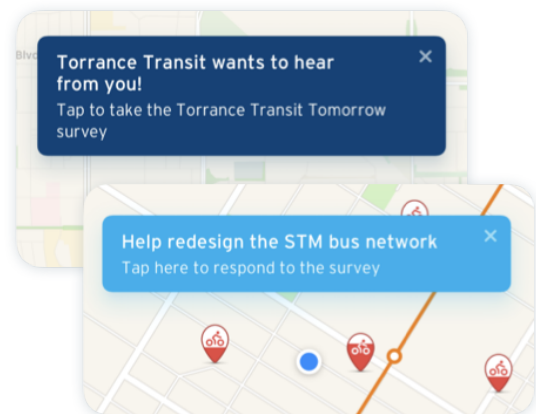 Blvd
Torrance Transit wants to hear
from you!
Tap to take the Torrance Transit Tomorrow
survey
Help redesign the STM bus network
Tap here to respond to the survey